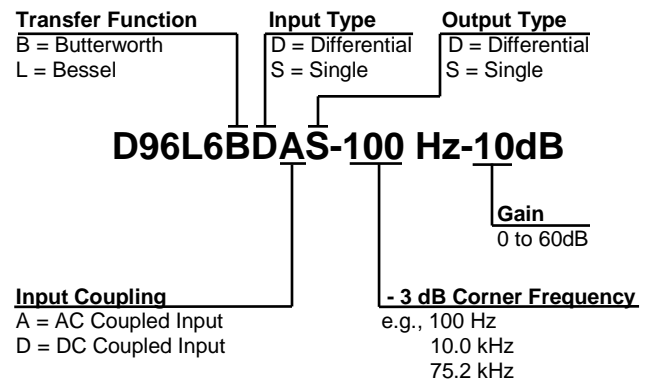 Transfer Function
B = Butterworth
L = Bessel
Input Type
D = Differential
S = Single
Output Type
D = Differential
S = Single
D96L6BDAS-100 Hz-10dB
Gain
0 to 60dB
Input Coupling
A = AC Coupled Input
D = DC Coupled Input
- 3 dB Corner Frequency
e.g., 100 Hz
10.0 kHz
75.2 kHz